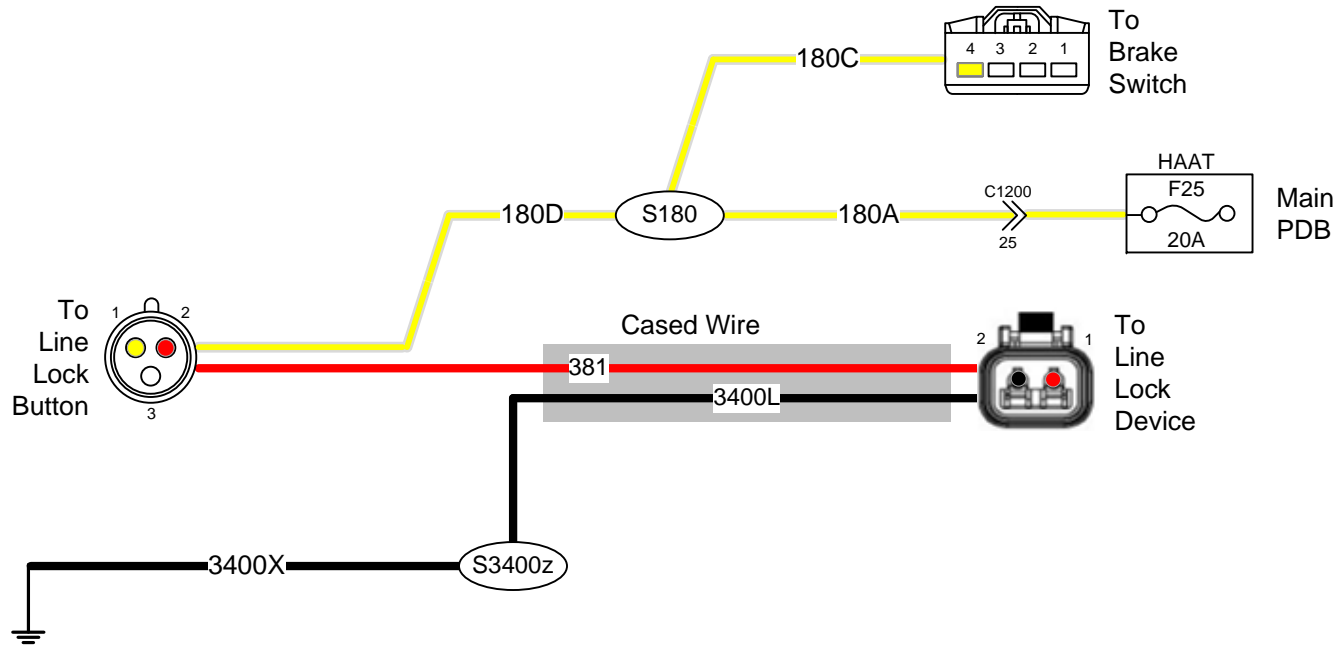 To
Brake
Switch
4 3 2 1
180C
HAAT
F25
20A
Main
PDB
C1200
25
180D
S180
180A
To
Line
Lock
Button
1 2
3
Cased Wire
381
3400L
2 1
To
Line
Lock
Device
3400X
S3400z